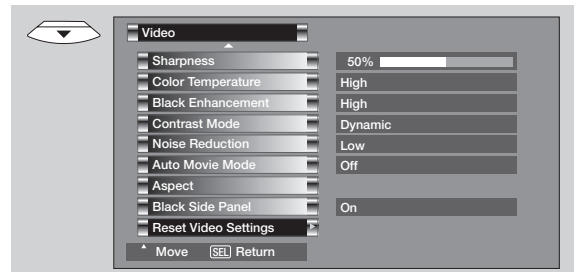 Video
Sharpness 50%
Color Temperature High
Black Enhancement High
Contrast Mode Dynamic
Noise Reduction Low
Auto Movie Mode Off
Aspect
Black Side Panel On
Reset Video Settings
Move SEL Return